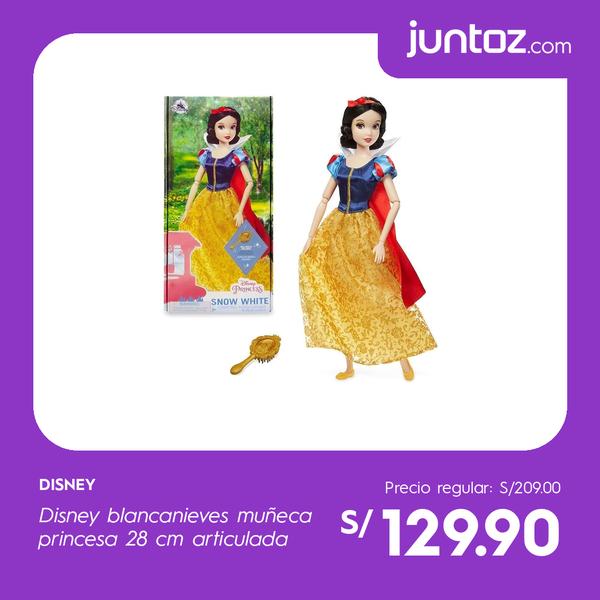 juntoz.com
Disney
PRINCESS
SNOW WHITE
DISNEY
Disney blancanieves muñeca
princesa 28 cm articulada
Precio regular: S/209.00
S/129.90